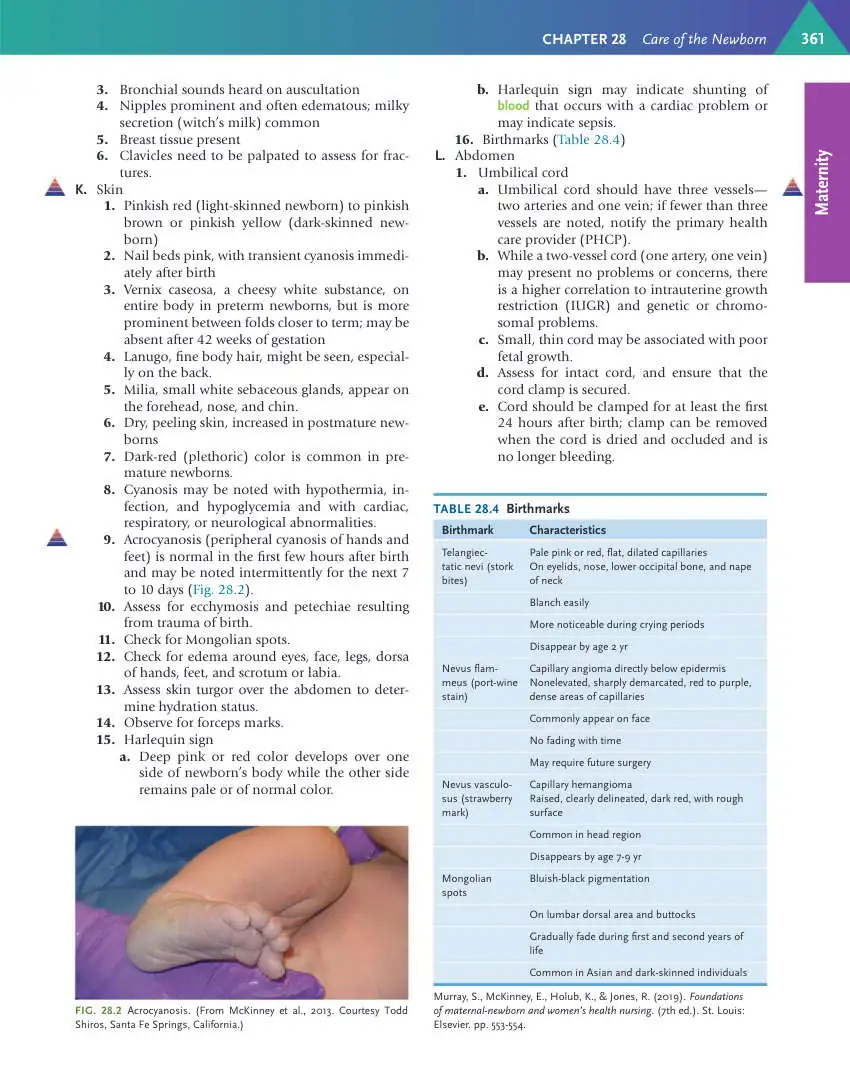 CHAPTER 28 Care of the Newborn 361
3. Bronchial sounds heard on auscultation
4. Nipples prominent and often edematous; milky
secretion (witch's milk) common
5. Breast tissue present
6. Clavicles need to be palpated to assess for frac-
tures.
K. Skin
1. Pinkish red (light-skinned newborn) to pinkish
brown or pinkish yellow (dark-skinned new-
born)
2. Nail beds pink, with transient cyanosis immedi-
ately after birth
3. Vernix caseosa, a cheesy white substance, on
entire body in preterm newborns, but is more
prominent between folds closer to term; may be
absent after 42 weeks of gestation
4. Lanugo, fine body hair, might be seen, especial-
ly on the back.
5. Milia, small white sebaceous glands, appear on
the forehead, nose, and chin.
6. Dry, peeling skin, increased in postmature new-
borns
7. Dark-red (plethoric) color is common in pre-
mature newborns.
8. Cyanosis may be noted with hypothermia, in-
fection, and hypoglycemia and with cardiac,
respiratory, or neurological abnormalities.
9. Acrocyanosis (peripheral cyanosis of hands and
feet) is normal in the first few hours after birth
and may be noted intermittently for the next 7
to 10 days (Fig. 28.2).
10. Assess for ecchymosis and petechiae resulting
from trauma of birth.
11. Check for Mongolian spots.
12. Check for edema around eyes, face, legs, dorsa
of hands, feet, and scrotum or labia.
13. Assess skin turgor over the abdomen to deter-
mine hydration status.
14. Observe for forceps marks.
15. Harlequin sign
a. Deep pink or red color develops over one
side of newborn's body while the other side
remains pale or of normal color.
FIG. 28.2 Acrocyanosis. (From McKinney et al., 2013. Courtesy Todd
Shiros, Santa Fe Springs, California.)
b. Harlequin sign may indicate shunting of
blood that occurs with a cardiac problem or
may indicate sepsis.
16. Birthmarks (Table 28.4)
L. Abdomen
1. Umbilical cord
a. Umbilical cord should have three vessels—
two arteries and one vein; if fewer than three
vessels are noted, notify the primary health
care provider (PHCP).
b. While a two-vessel cord (one artery, one vein)
may present no problems or concerns, there
is a higher correlation to intrauterine growth
restriction (IUGR) and genetic or chromo-
somal problems.
c. Small, thin cord may be associated with poor
fetal growth.
d. Assess for intact cord, and ensure that the
cord clamp is secured.
e. Cord should be clamped for at least the first
24 hours after birth; clamp can be removed
when the cord is dried and occluded and is
no longer bleeding.
TABLE 28.4 Birthmarks
Birthmark Characteristics
Telangiec- Pale pink or red, flat, dilated capillaries
tatic nevi (stork On eyelids, nose, lower occipital bone, and nape
bites) of neck
Blanch easily
More noticeable during crying periods
Disappear by age 2 yr
Nevus flam- Capillary angioma directly below epidermis
meus (port-wine Nonelevated, sharply demarcated, red to purple,
stain) dense areas of capillaries
Commonly appear on face
No fading with time
May require future surgery
Nevus vasculo- Capillary hemangioma
sus (strawberry Raised, clearly delineated, dark red, with rough
mark) surface
Common in head region
Disappears by age 7-9 yr
Mongolian Bluish-black pigmentation
spots
On lumbar dorsal area and buttocks
Gradually fade during first and second years of
life
Common in Asian and dark-skinned individuals
Murray, S., McKinney, E., Holub, K., & Jones, R. (2019). Foundations
of maternal-newborn and women's health nursing. (7th ed.). St. Louis:
Elsevier. pp. 553-554.
Maternity